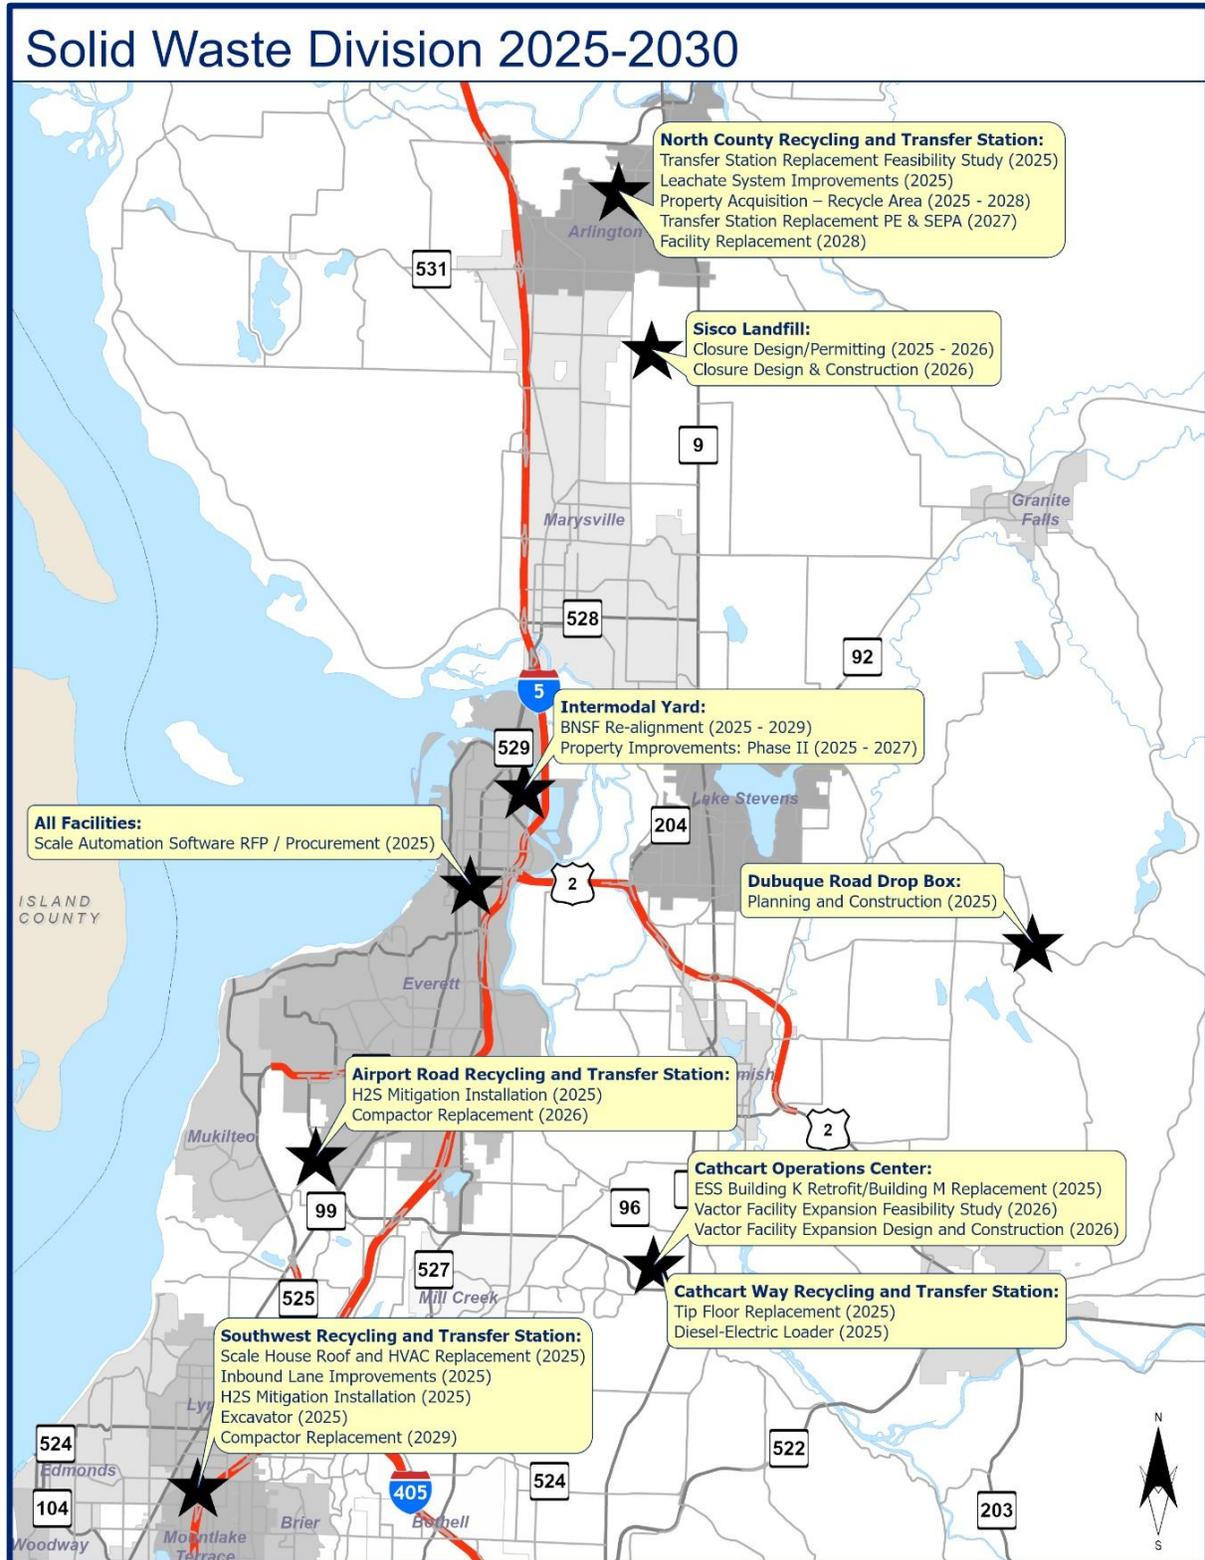 Solid Waste Division 2025-2030
North County Recycling and Transfer Station:
Transfer Station Replacement Feasibility Study (2025)
Leachate System Improvements (2025)
Property Acquisition – Recycle Area (2025 - 2028)
Transfer Station Replacement PE & SEPA (2027)
Facility Replacement (2028)
Arlington
531
Sisco Landfill:
Closure Design/Permitting (2025 - 2026)
Closure Design & Construction (2026)
9
Granite
Falls
Marysville
528
92
5
Intermodal Yard:
BNSF Re-alignment (2025 - 2029)
Property Improvements: Phase II (2025 - 2027)
529
Lake Stevens
204
All Facilities:
Scale Automation Software RFP / Procurement (2025)
2
Dubuque Road Drop Box:
Planning and Construction (2025)
ISLAND
COUNTY
Everett
Airport Road Recycling and Transfer Station:
H2S Mitigation Installation (2025)
Compactor Replacement (2026)
mish
2
Mukilteo
Cathcart Operations Center:
ESS Building K Retrofit/Building M Replacement (2025)
Vactor Facility Expansion Feasibility Study (2026)
Vactor Facility Expansion Design and Construction (2026)
99
96
527
Mill Creek
525
Cathcart Way Recycling and Transfer Station:
Tip Floor Replacement (2025)
Diesel-Electric Loader (2025)
Southwest Recycling and Transfer Station:
Scale House Roof and HVAC Replacement (2025)
Inbound Lane Improvements (2025)
H2S Mitigation Installation (2025)
Excavator (2025)
Compactor Replacement (2029)
Lyn
524
Edmonds
104
405
524
522
203
Brier
Bothell
Woodway
Mountlake
Terrace
N
S